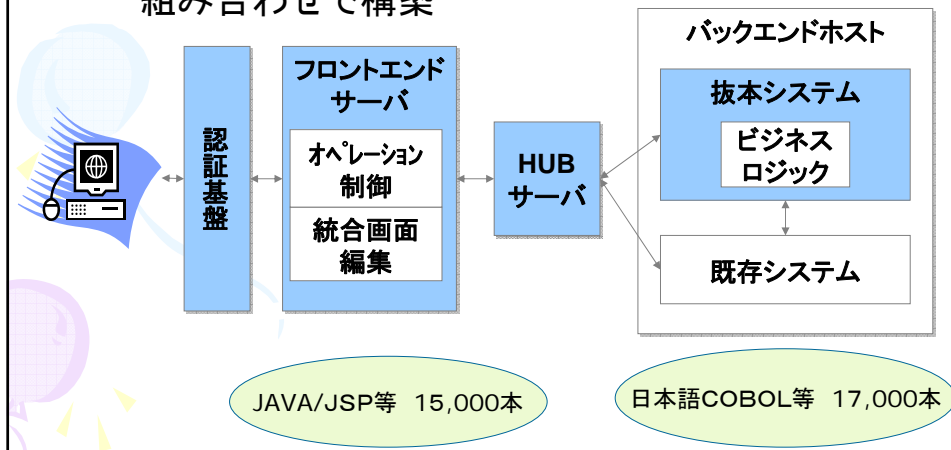 組み合わせで構築
認証基盤
フロントエンド
サーバ
オペレーション
制御
統合画面
編集
HUB
サーバ
バックエンドホスト
抜本システム
ビジネス
ロジック
既存システム
JAVA/JSP等 15,000本
日本語COBOL等 17,000本